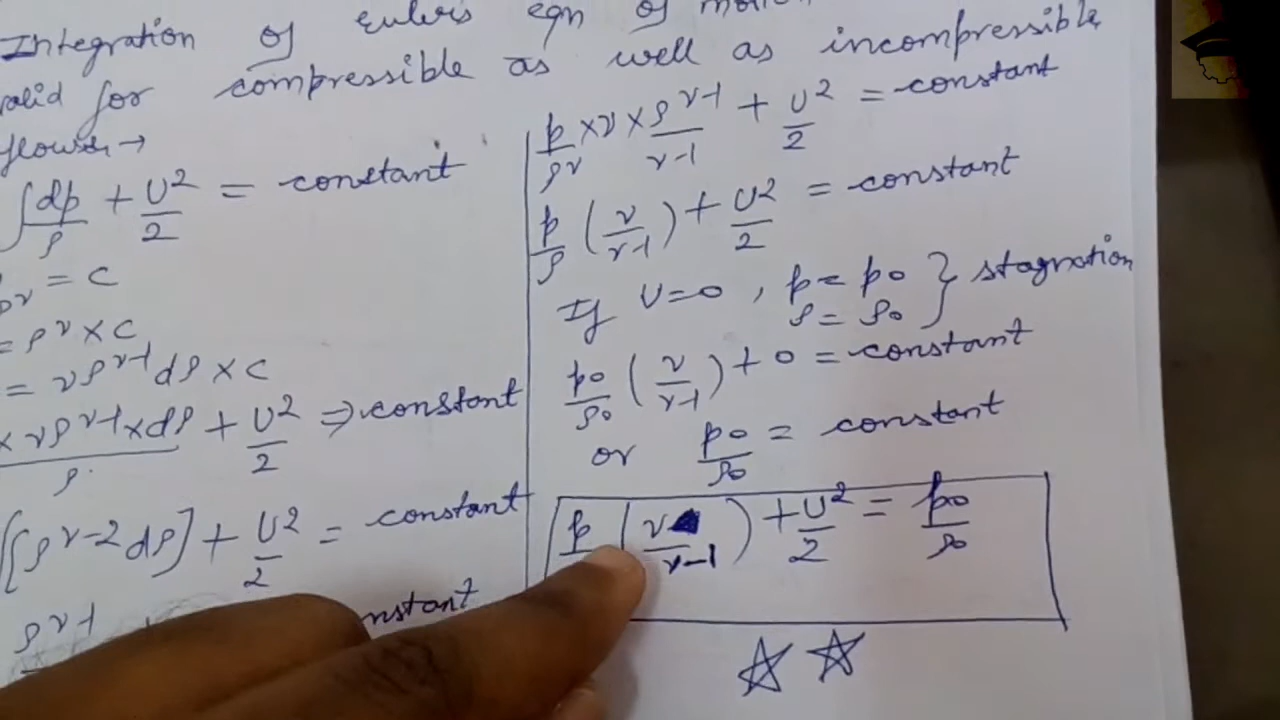 Integration of Euler's eqn of motion
valid for compressible as well as incompressible
flows →
∫dp/ρ + U²/2 = constant
= C
= ρ^γ × C
= γρ^γ-1 dρ × C
× γρ^γ-1 × dρ/ρ + U²/2 ⇒ constant
[ρ^γ-2 dρ] + U²/2 = constant
ρ^γ-1
nstant
p/ρ^γ × γ × ρ^γ-1/γ-1 + U²/2 = constant
p/ρ (γ/γ-1) + U²/2 = constant
If U=0, p = p0 } stagnation
ρ = ρ0
p0/ρ0 (γ/γ-1) + 0 = constant
or p0/ρ0 = constant
p (γ/γ-1) + U²/2 = p0/ρ0